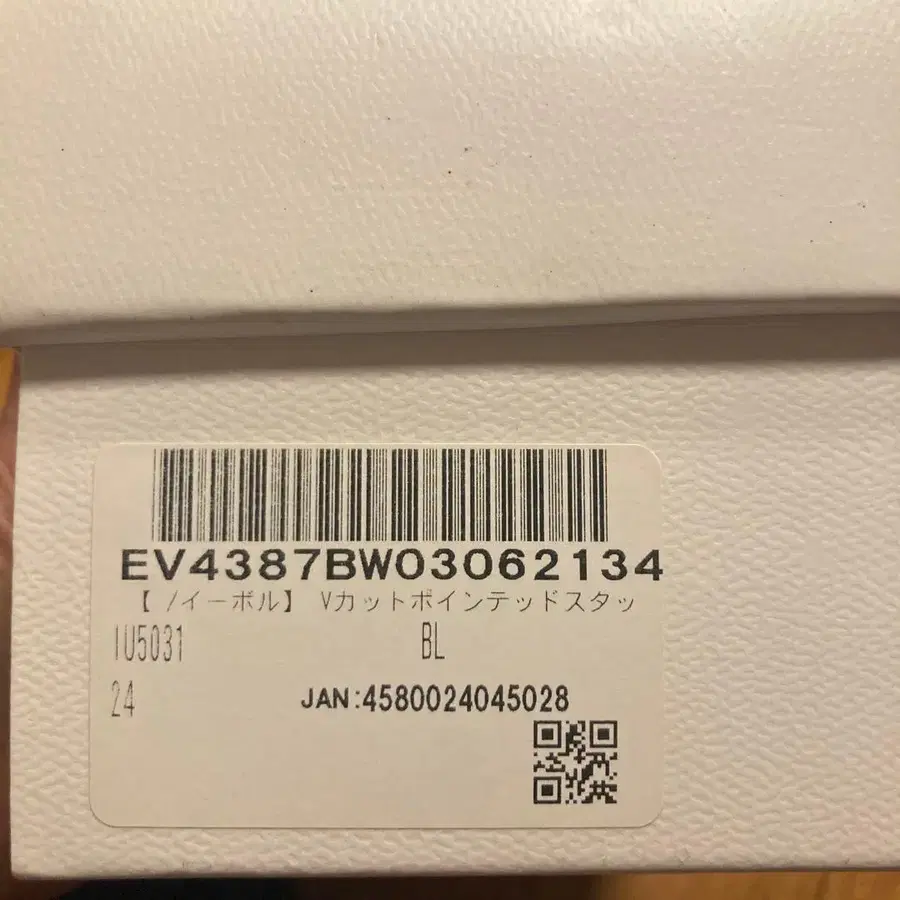 EV4387BW03062134
【 /イーボル】 Vカットポインテッドスタッ
IU5031 BL
24 JAN:4580024045028